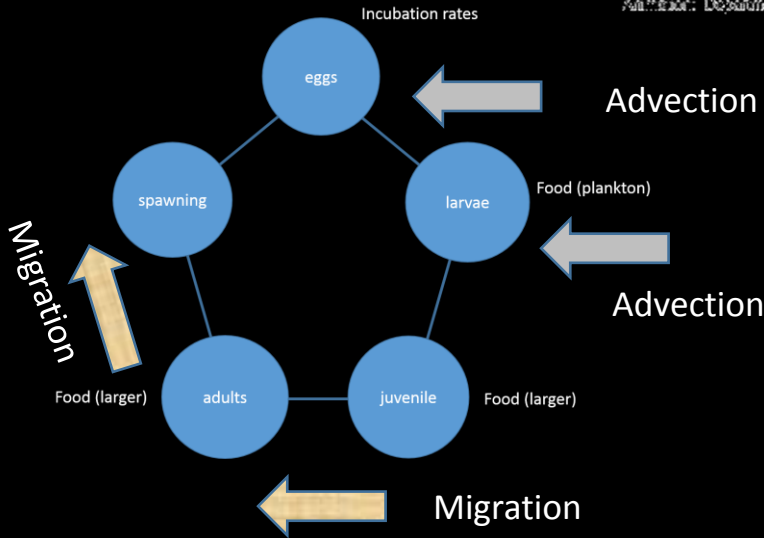 Incubation rates
eggs
Advection
spawning
larvae
Food (plankton)
Migration
Advection
Food (larger)
adults
juvenile
Food (larger)
Migration